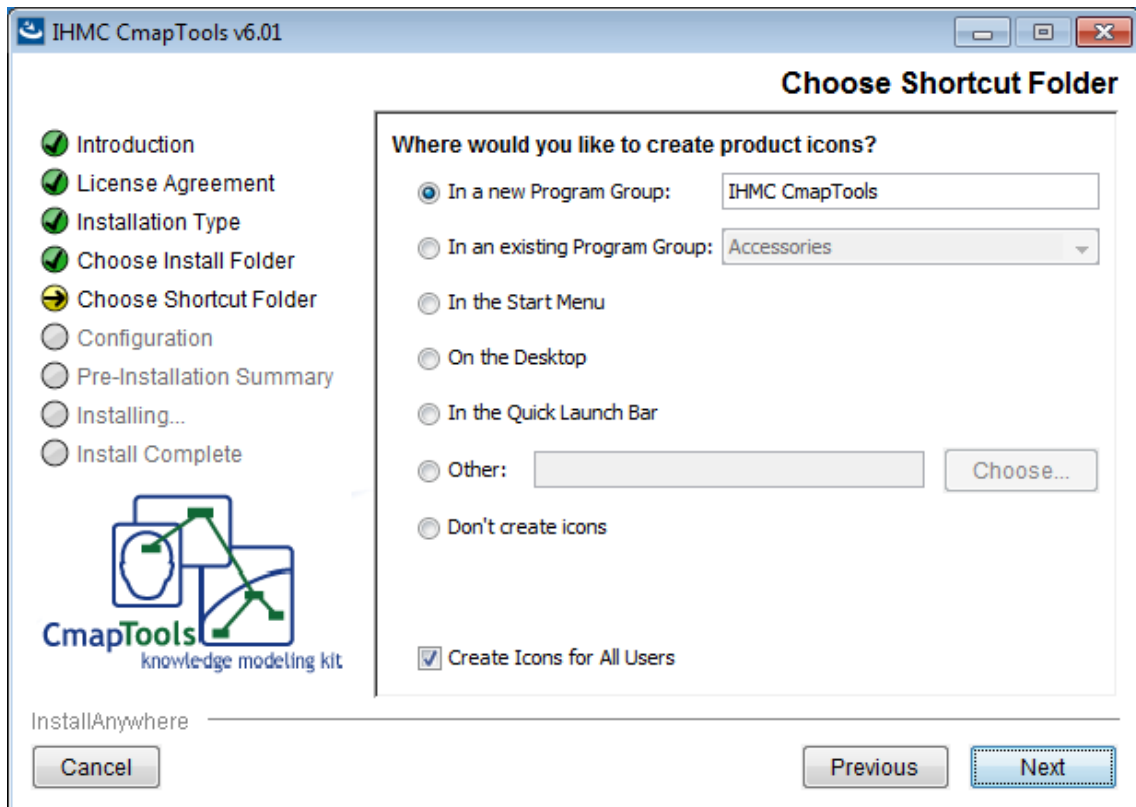 IHMC CmapTools v6.01
Choose Shortcut Folder
Introduction
License Agreement
Installation Type
Choose Install Folder
Choose Shortcut Folder
Configuration
Pre-Installation Summary
Installing...
Install Complete
CmapTools
knowledge modeling kit
Where would you like to create product icons?
In a new Program Group: IHMC CmapTools
In an existing Program Group: Accessories
In the Start Menu
On the Desktop
In the Quick Launch Bar
Other: Choose...
Don't create icons
Create Icons for All Users
InstallAnywhere
Cancel Previous Next